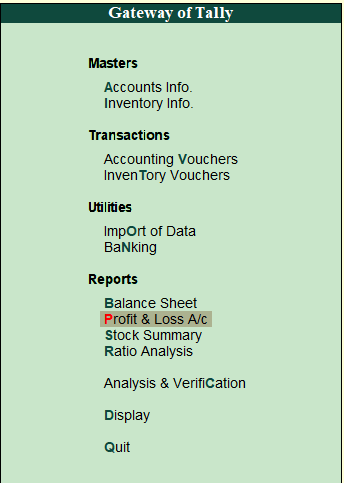 Gateway of Tally
Masters
Accounts Info.
Inventory Info.
Transactions
Accounting Vouchers
InvenTory Vouchers
Utilities
ImpOrt of Data
BaNking
Reports
Balance Sheet
Profit & Loss A/c
Stock Summary
Ratio Analysis
Analysis & VerifiCation
Display
Quit